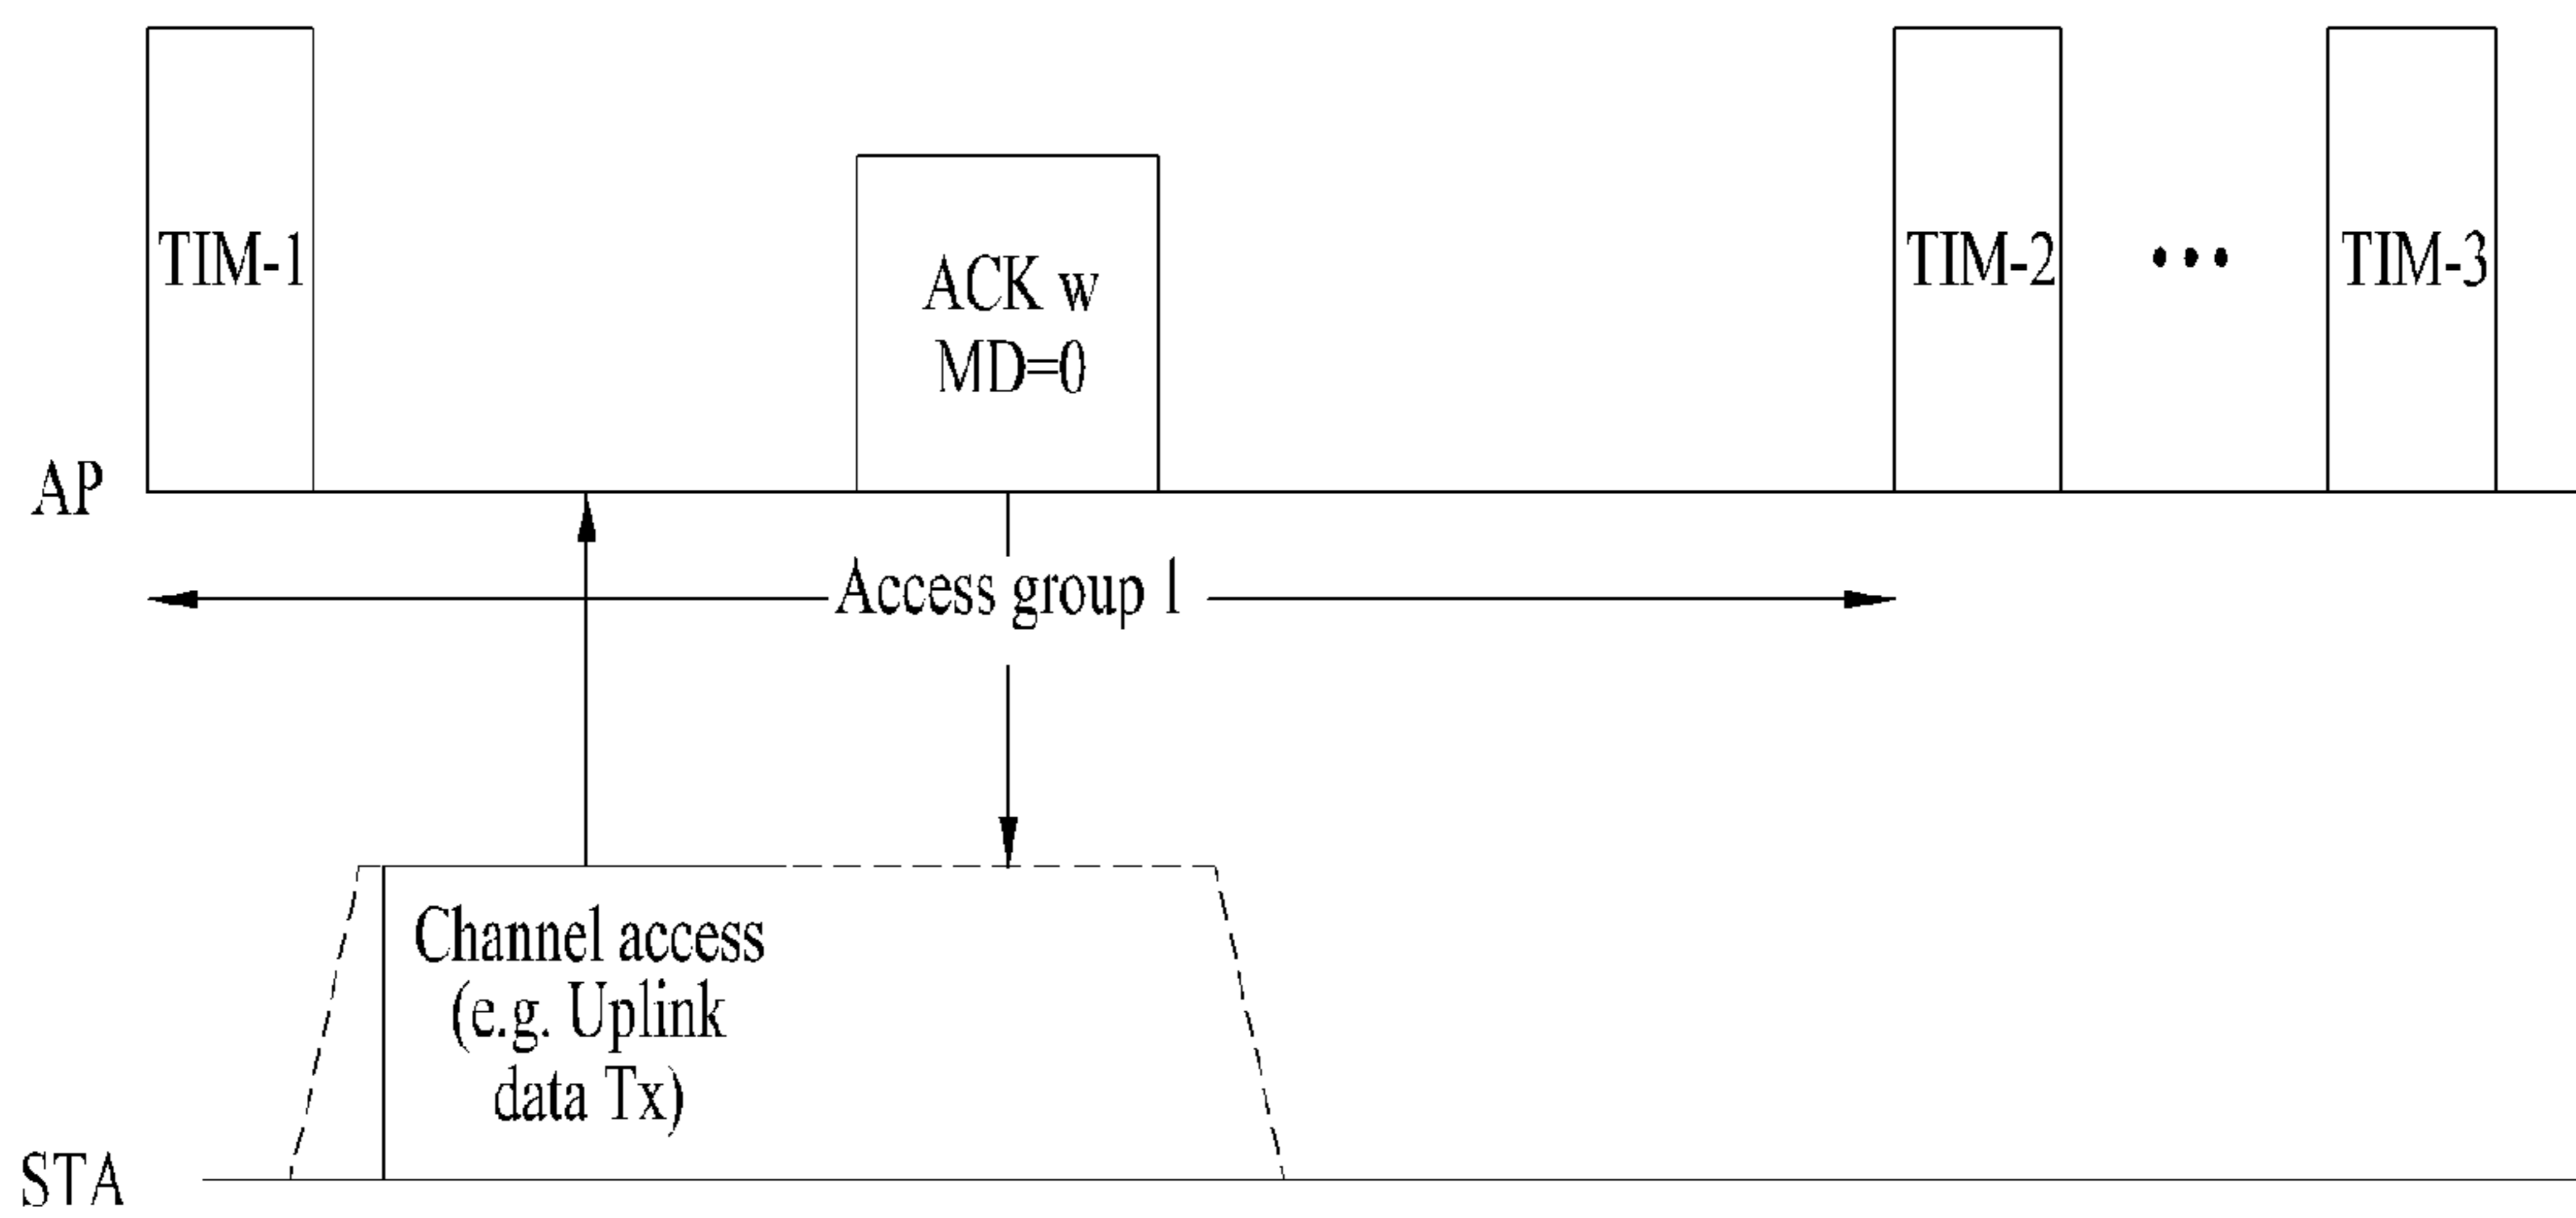 TIM-1
ACK w
MD=0
TIM-2
•••
TIM-3
AP
Access group 1
Channel access
(e.g. Uplink
data Tx)
STA